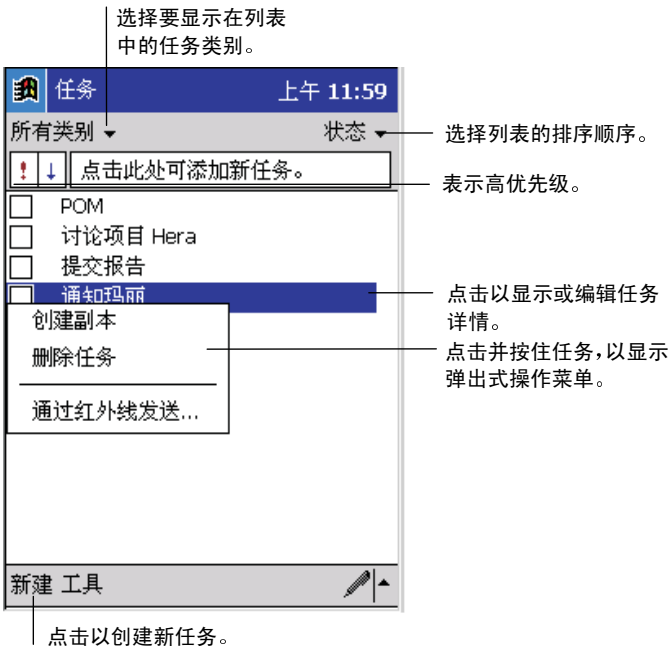 选择要显示在列表
中的任务类别。
任务 上午 11:59
所有类别 状态
选择列表的排序顺序。
! ↓ 点击此处可添加新任务。
表示高优先级。
POM
讨论项目 Hera
提交报告
通知玛丽
点击以显示或编辑任务
详情。
创建副本
删除任务
点击并按住任务,以显示
弹出式操作菜单。
通过红外线发送...
新建 工具
点击以创建新任务。